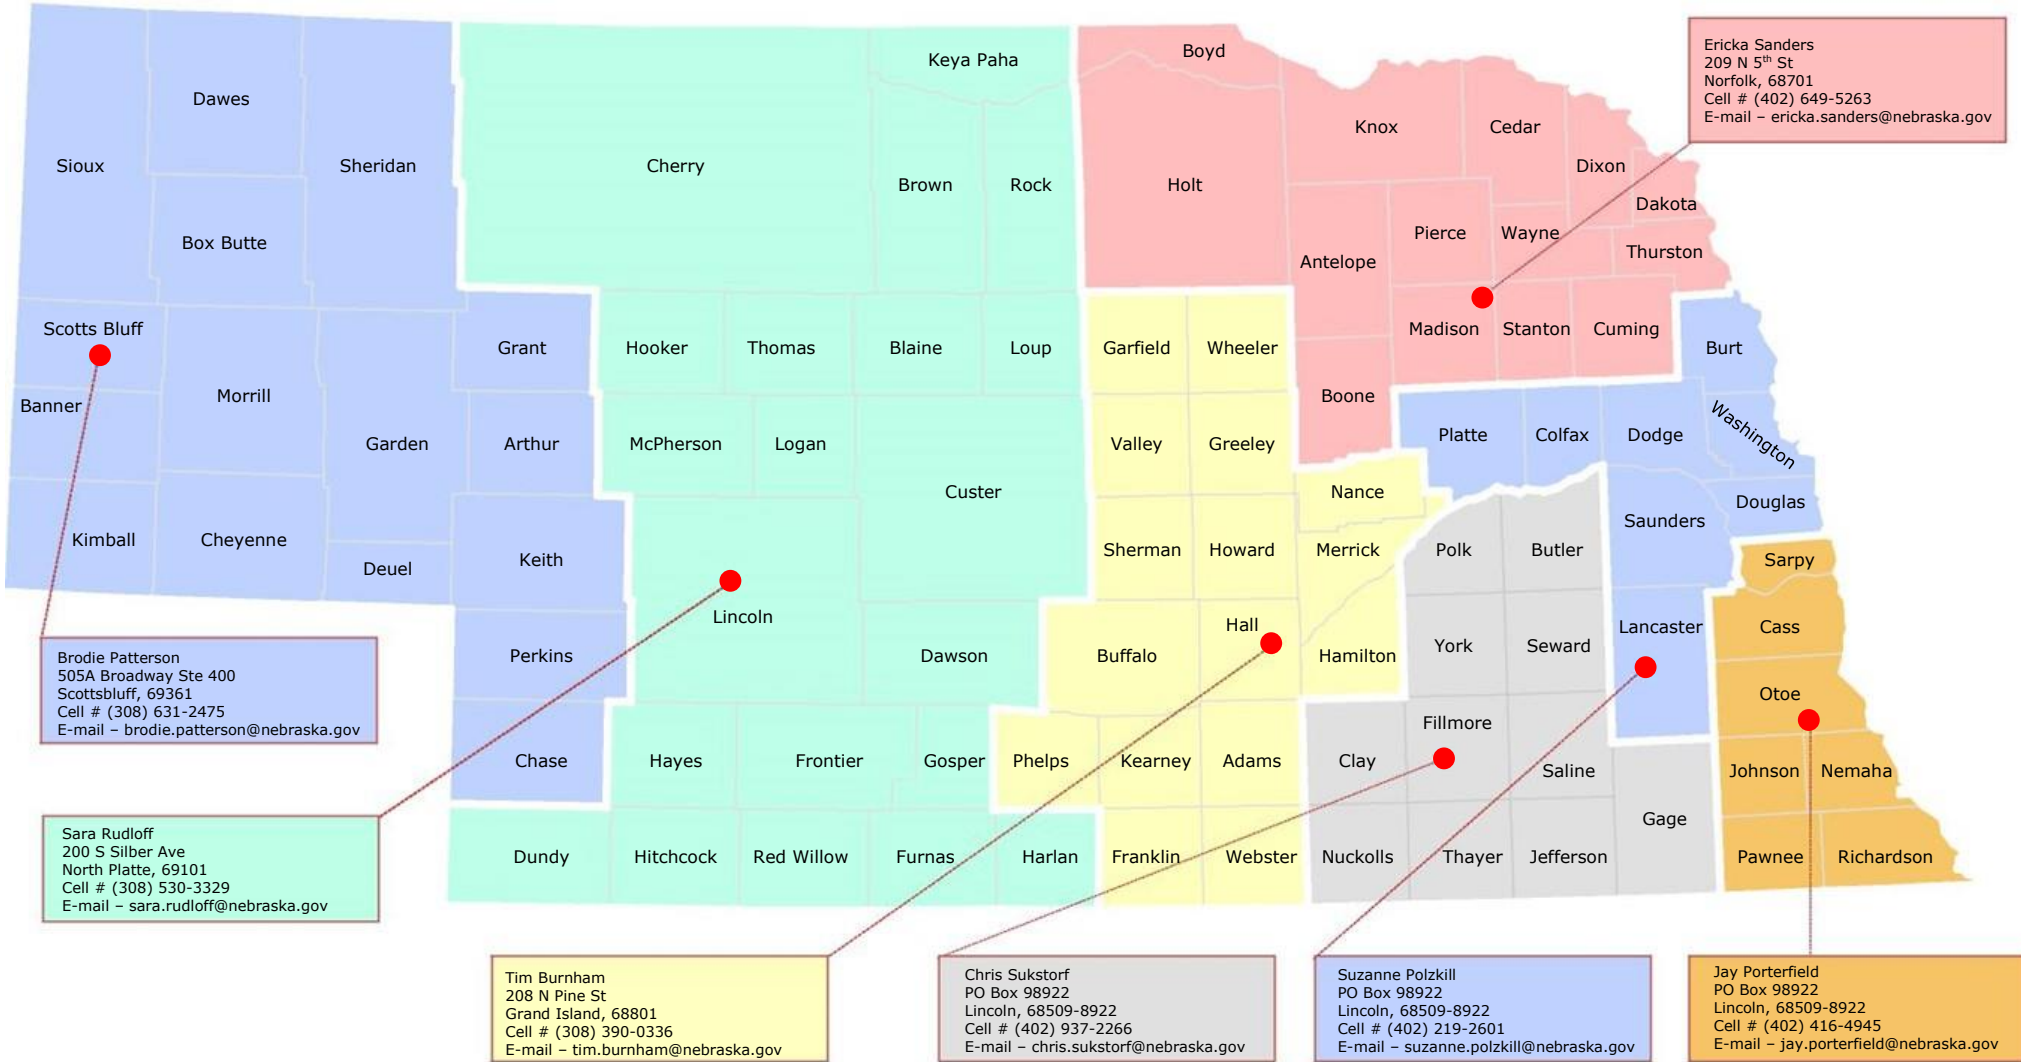 Ericka Sanders
209 N 5th St
Norfolk, 68701
Cell # (402) 649-5263
E-mail – ericka.sanders@nebraska.gov
Boyd
Keya Paha
Dawes
Knox
Cedar
Sioux
Sheridan
Cherry
Brown
Rock
Holt
Dixon
Dakota
Box Butte
Pierce
Wayne
Antelope
Thurston
Scotts Bluff
Grant
Hooker
Thomas
Blaine
Loup
Garfield
Wheeler
Madison
Stanton
Cuming
Burt
Banner
Morrill
Boone
Garden
Arthur
McPherson
Logan
Valley
Greeley
Platte
Colfax
Dodge
Washington
Custer
Nance
Douglas
Saunders
Kimball
Cheyenne
Deuel
Keith
Sherman
Howard
Merrick
Polk
Butler
Sarpy
Lincoln
Hall
Lancaster
Cass
Perkins
Dawson
Buffalo
Hamilton
York
Seward
Otoe
Fillmore
Chase
Hayes
Frontier
Gosper
Phelps
Kearney
Adams
Clay
Saline
Johnson
Nemaha
Gage
Dundy
Hitchcock
Red Willow
Furnas
Harlan
Franklin
Webster
Nuckolls
Thayer
Jefferson
Pawnee
Richardson
Brodie Patterson
505A Broadway Ste 400
Scottsbluff, 69361
Cell # (308) 631-2475
E-mail – brodie.patterson@nebraska.gov
Sara Rudloff
200 S Silber Ave
North Platte, 69101
Cell # (308) 530-3329
E-mail – sara.rudloff@nebraska.gov
Tim Burnham
208 N Pine St
Grand Island, 68801
Cell # (308) 390-0336
E-mail – tim.burnham@nebraska.gov
Chris Sukstorf
PO Box 98922
Lincoln, 68509-8922
Cell # (402) 937-2266
E-mail – chris.sukstorf@nebraska.gov
Suzanne Polzkill
PO Box 98922
Lincoln, 68509-8922
Cell # (402) 219-2601
E-mail – suzanne.polzkill@nebraska.gov
Jay Porterfield
PO Box 98922
Lincoln, 68509-8922
Cell # (402) 416-4945
E-mail – jay.porterfield@nebraska.gov